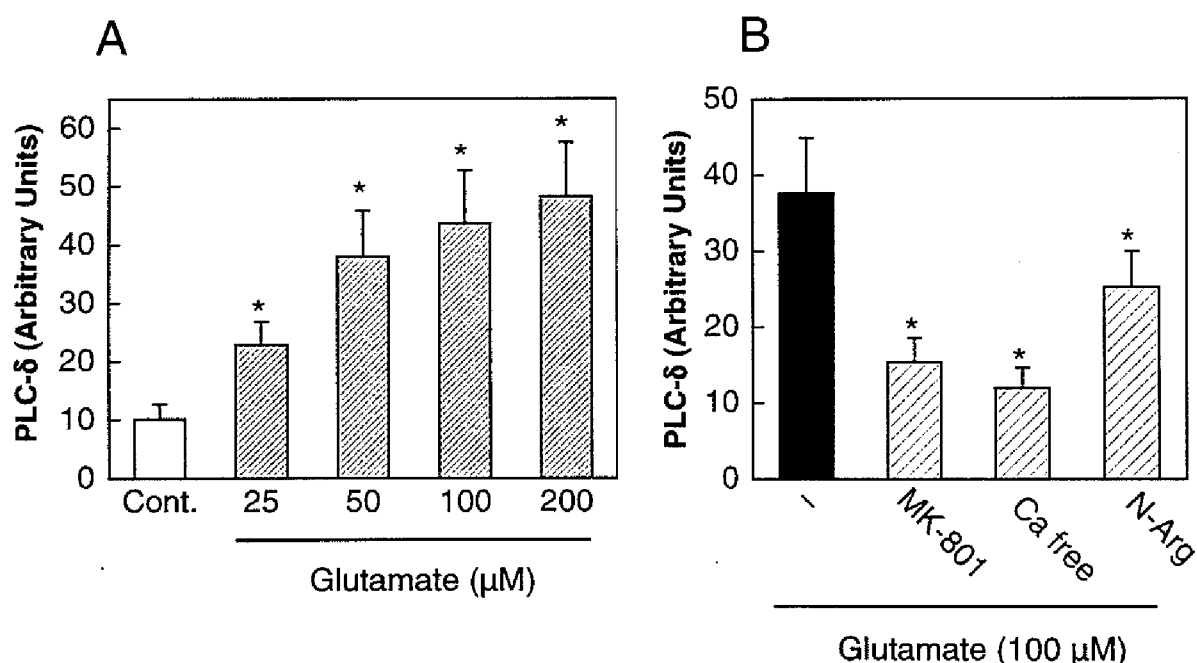 A
PLC-δ (Arbitrary Units)
60
50
40
30
20
10
0
*
*
*
*
Cont. 25 50 100 200
Glutamate (µM)
B
PLC-δ (Arbitrary Units)
50
40
30
20
10
0
*
*
*
–
MK-801
Ca free
N-Arg
Glutamate (100 µM)